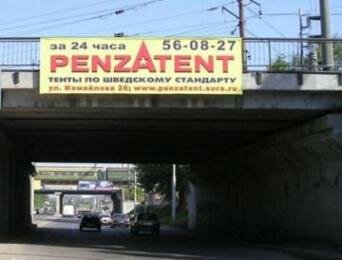 за 24 часа 56-08-27
PENZATENT
ТЕНТЫ ПО ШВЕДСКОМУ СТАНДАРТУ
ул. Измайлова 28; www.penzatent.sura.ru